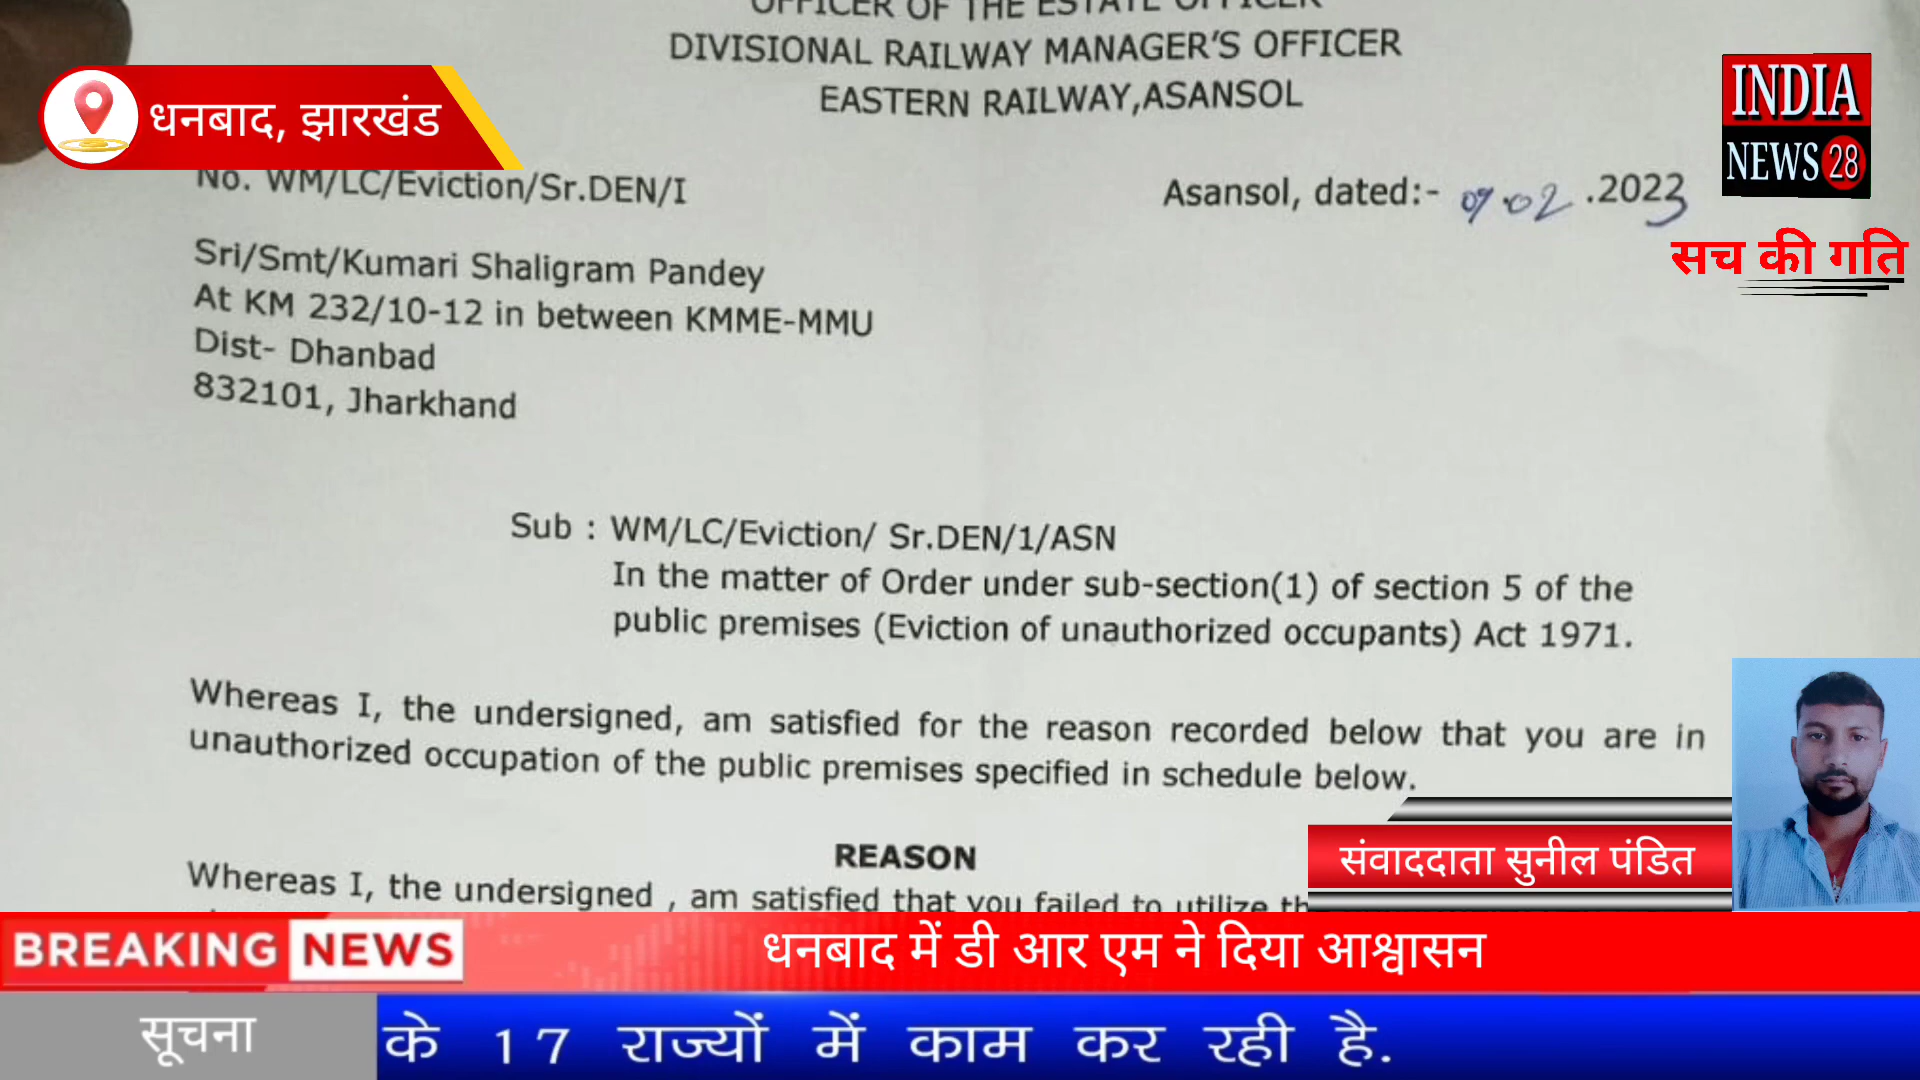 OFFICER OF THE ESTATE OFFICER
DIVISIONAL RAILWAY MANAGER'S OFFICER
EASTERN RAILWAY,ASANSOL
धनबाद, झारखंड
INDIA
NEWS 28
सच की गति
No. WM/LC/Eviction/Sr.DEN/I
Asansol, dated:- 07.02 .2023
Sri/Smt/Kumari Shaligram Pandey
At KM 232/10-12 in between KMME-MMU
Dist- Dhanbad
832101, Jharkhand
Sub : WM/LC/Eviction/ Sr.DEN/1/ASN
In the matter of Order under sub-section(1) of section 5 of the
public premises (Eviction of unauthorized occupants) Act 1971.
Whereas I, the undersigned, am satisfied for the reason recorded below that you are in
unauthorized occupation of the public premises specified in schedule below.
REASON
Whereas I, the undersigned , am satisfied that you failed to utilize
संवाददाता सुनील पंडित
BREAKING NEWS
धनबाद में डी आर एम ने दिया आश्वासन
सूचना
के 17 राज्यों में काम कर रही है.